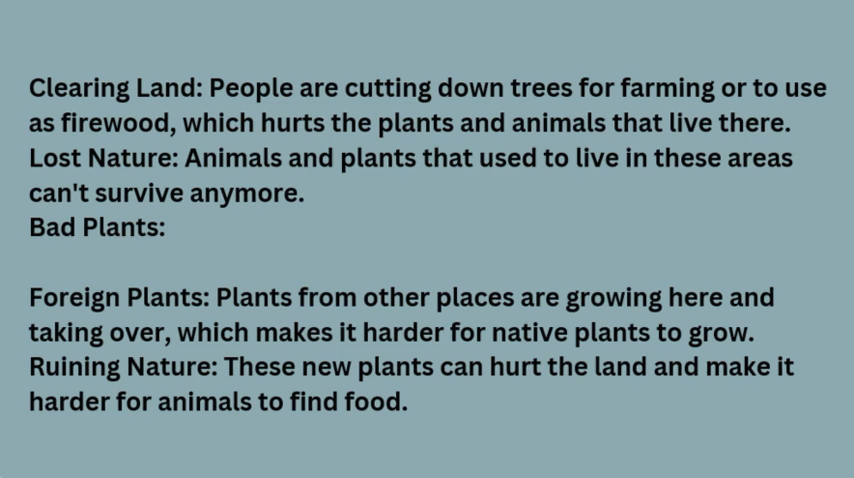 Clearing Land: People are cutting down trees for farming or to use
as firewood, which hurts the plants and animals that live there.
Lost Nature: Animals and plants that used to live in these areas
can't survive anymore.
Bad Plants:
Foreign Plants: Plants from other places are growing here and
taking over, which makes it harder for native plants to grow.
Ruining Nature: These new plants can hurt the land and make it
harder for animals to find food.